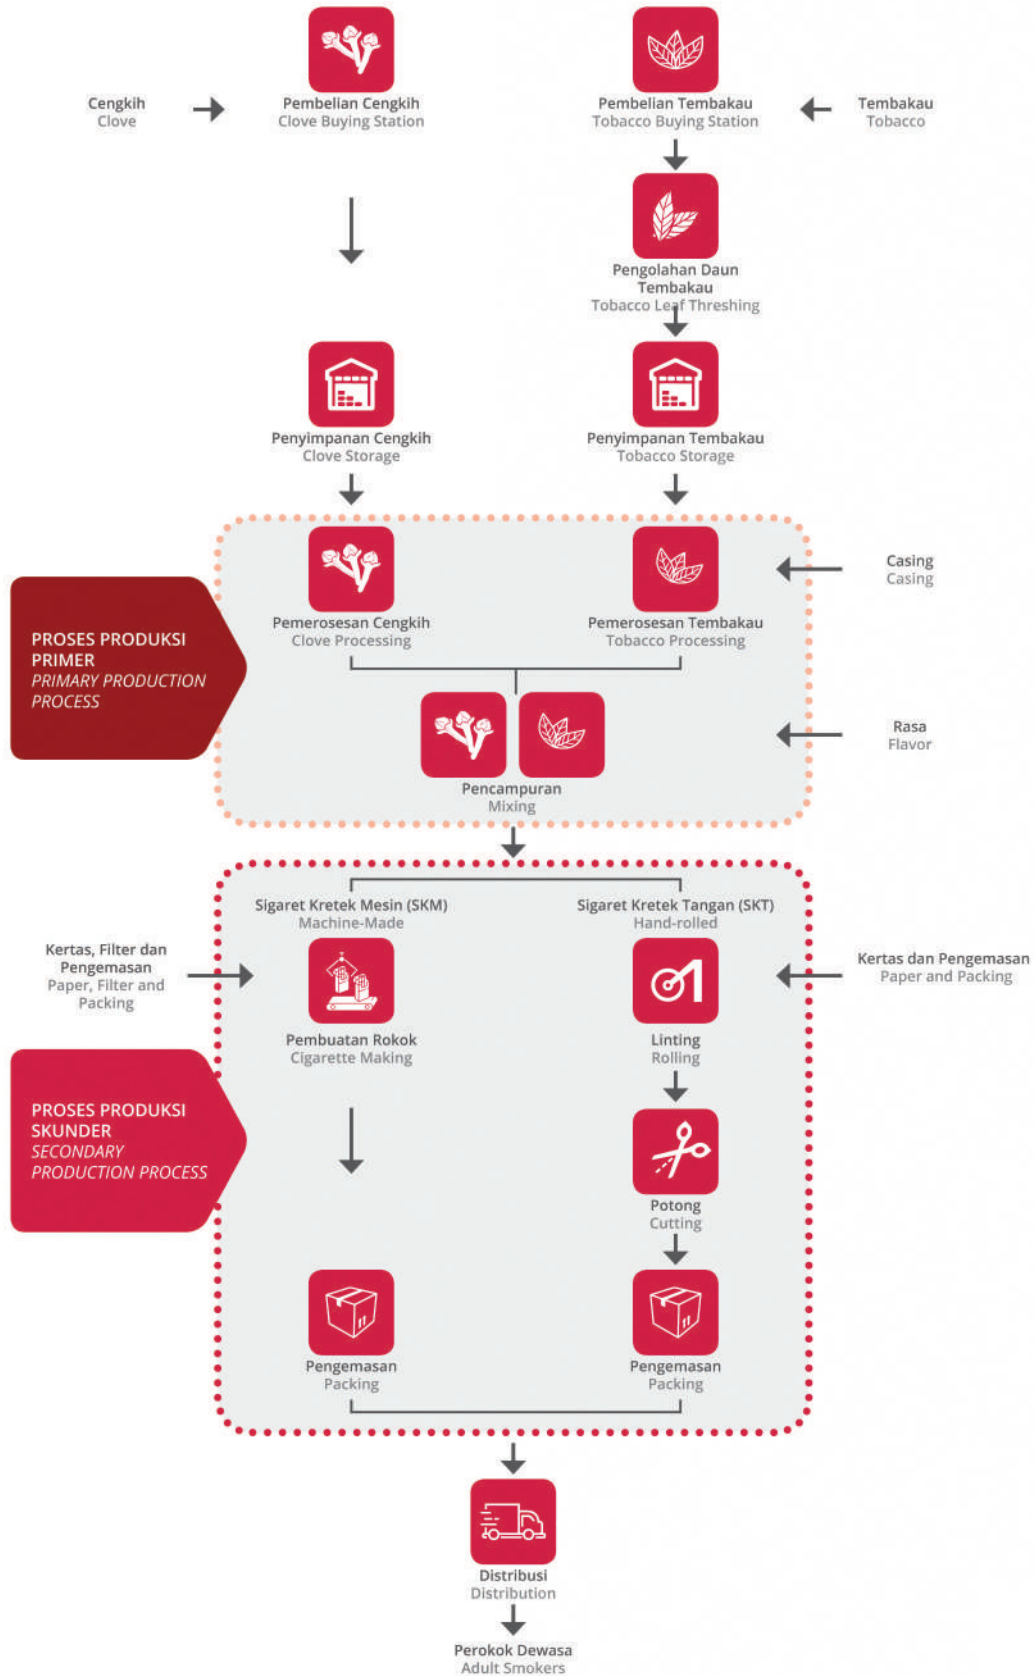 Cengkih
Clove
Pembelian Cengkih
Clove Buying Station
Pembelian Tembakau
Tobacco Buying Station
Tembakau
Tobacco
Pengolahan Daun
Tembakau
Tobacco Leaf Threshing
Penyimpanan Cengkih
Clove Storage
Penyimpanan Tembakau
Tobacco Storage
PROSES PRODUKSI
PRIMER
PRIMARY PRODUCTION
PROCESS
Pemerosesan Cengkih
Clove Processing
Pemerosesan Tembakau
Tobacco Processing
Casing
Casing
Pencampuran
Mixing
Rasa
Flavor
Sigaret Kretek Mesin (SKM)
Machine-Made
Sigaret Kretek Tangan (SKT)
Hand-rolled
Kertas, Filter dan
Pengemasan
Paper, Filter and
Packing
Kertas dan Pengemasan
Paper and Packing
Pembuatan Rokok
Cigarette Making
Linting
Rolling
PROSES PRODUKSI
SKUNDER
SECONDARY
PRODUCTION PROCESS
Potong
Cutting
Pengemasan
Packing
Pengemasan
Packing
Distribusi
Distribution
Perokok Dewasa
Adult Smokers